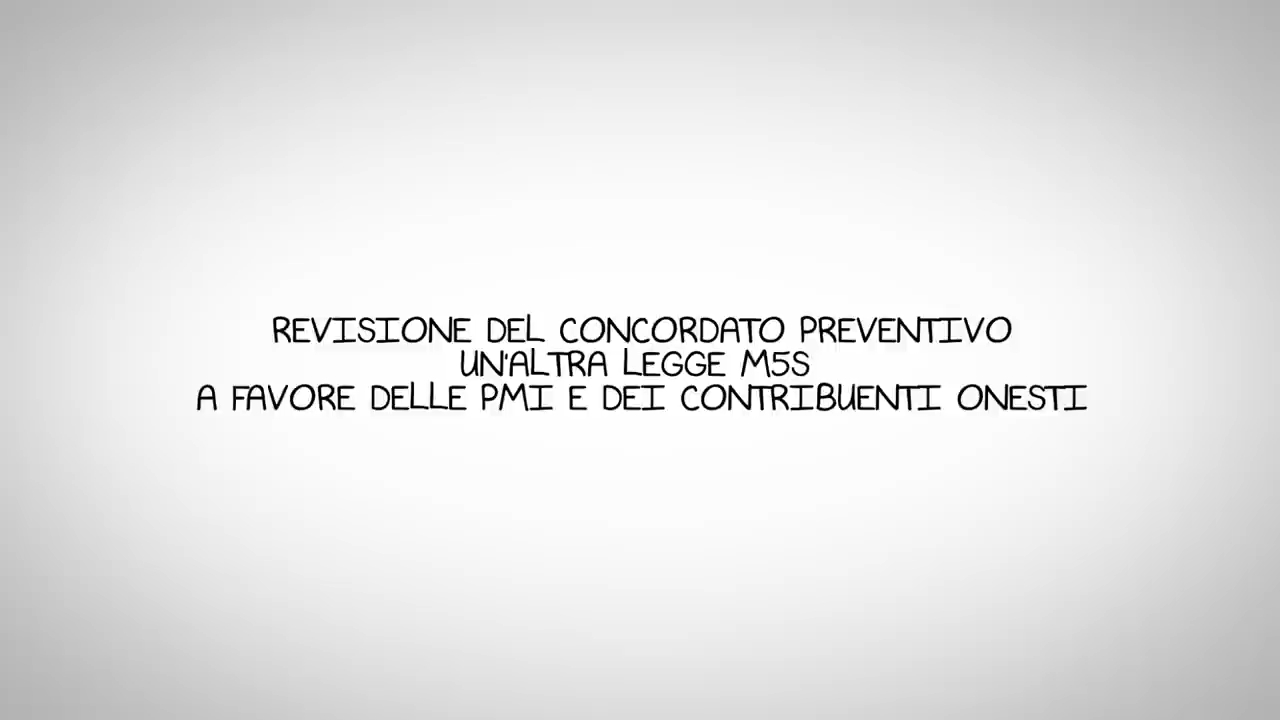 REVISIONE DEL CONCORDATO PREVENTIVO
UN'ALTRA LEGGE M5S
A FAVORE DELLE PMI E DEI CONTRIBUENTI ONESTI